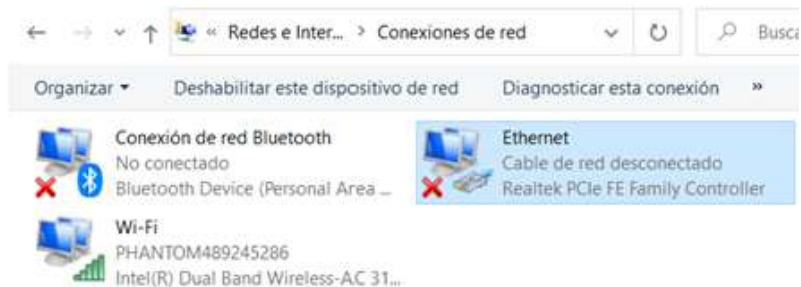 « Redes e Inter... > Conexiones de red
Busca
Organizar Deshabilitar este dispositivo de red Diagnosticar esta conexión »
Conexión de red Bluetooth
No conectado
Bluetooth Device (Personal Area ...
Ethernet
Cable de red desconectado
Realtek PCIe FE Family Controller
Wi-Fi
PHANTOM489245286
Intel(R) Dual Band Wireless-AC 31...